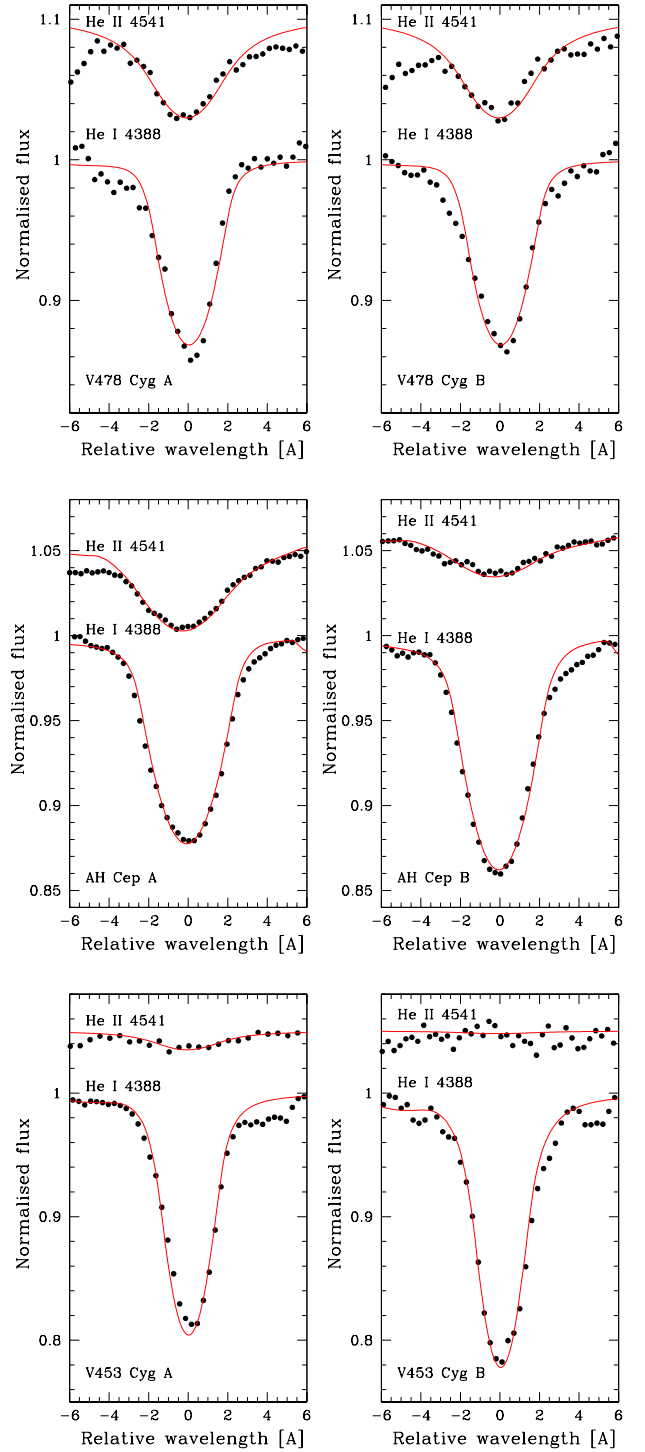 1.1
1
0.9
Normalised flux
He II 4541
He I 4388
V478 Cyg A
−6 −4 −2 0 2 4 6
Relative wavelength [A]
1.1
1
0.9
Normalised flux
He II 4541
He I 4388
V478 Cyg B
−6 −4 −2 0 2 4 6
Relative wavelength [A]
1.05
1
0.95
0.9
0.85
Normalised flux
He II 4541
He I 4388
AH Cep A
−6 −4 −2 0 2 4 6
Relative wavelength [A]
1.05
1
0.95
0.9
0.85
Normalised flux
He II 4541
He I 4388
AH Cep B
−6 −4 −2 0 2 4 6
Relative wavelength [A]
1
0.9
0.8
Normalised flux
He II 4541
He I 4388
V453 Cyg A
−6 −4 −2 0 2 4 6
Relative wavelength [A]
1
0.9
0.8
Normalised flux
He II 4541
He I 4388
V453 Cyg B
−6 −4 −2 0 2 4 6
Relative wavelength [A]